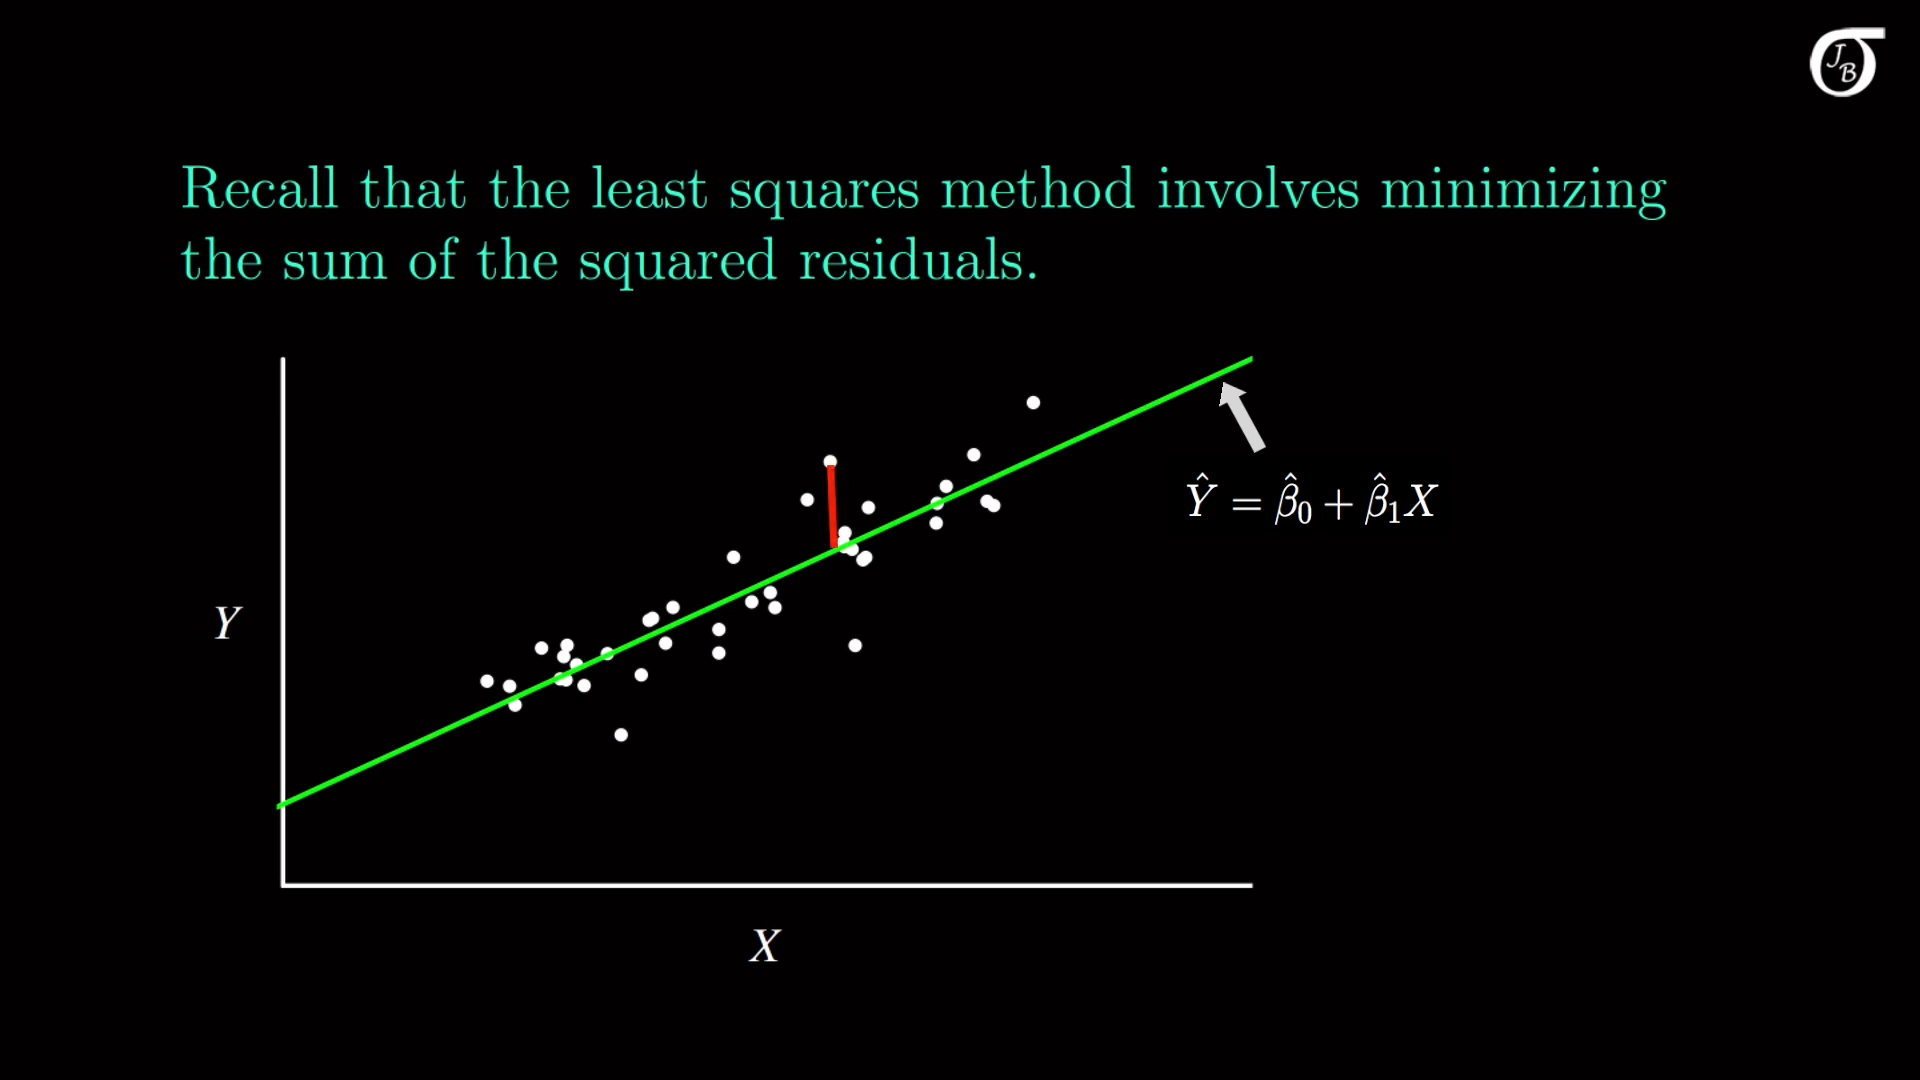 J
B
Recall that the least squares method involves minimizing
the sum of the squared residuals.
Ŷ = β̂₀ + β̂₁X
Y
X